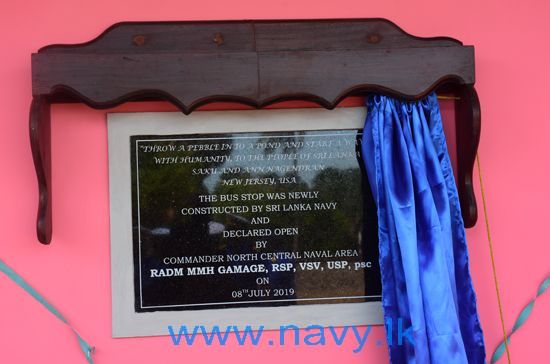 "THROW A PEBBLE IN TO A POND AND START A WAVE
WITH HUMANITY, TO THE PEOPLE OF SRI LANKA
SAKU AND ANN NAGENDRAN
NEW JERSEY, USA
THE BUS STOP WAS NEWLY
CONSTRUCTED BY SRI LANKA NAVY
AND
DECLARED OPEN
BY
COMMANDER NORTH CENTRAL NAVAL AREA
RADM MMH GAMAGE, RSP, VSV, USP, psc
ON
08TH JULY 2019
www.navy.lk